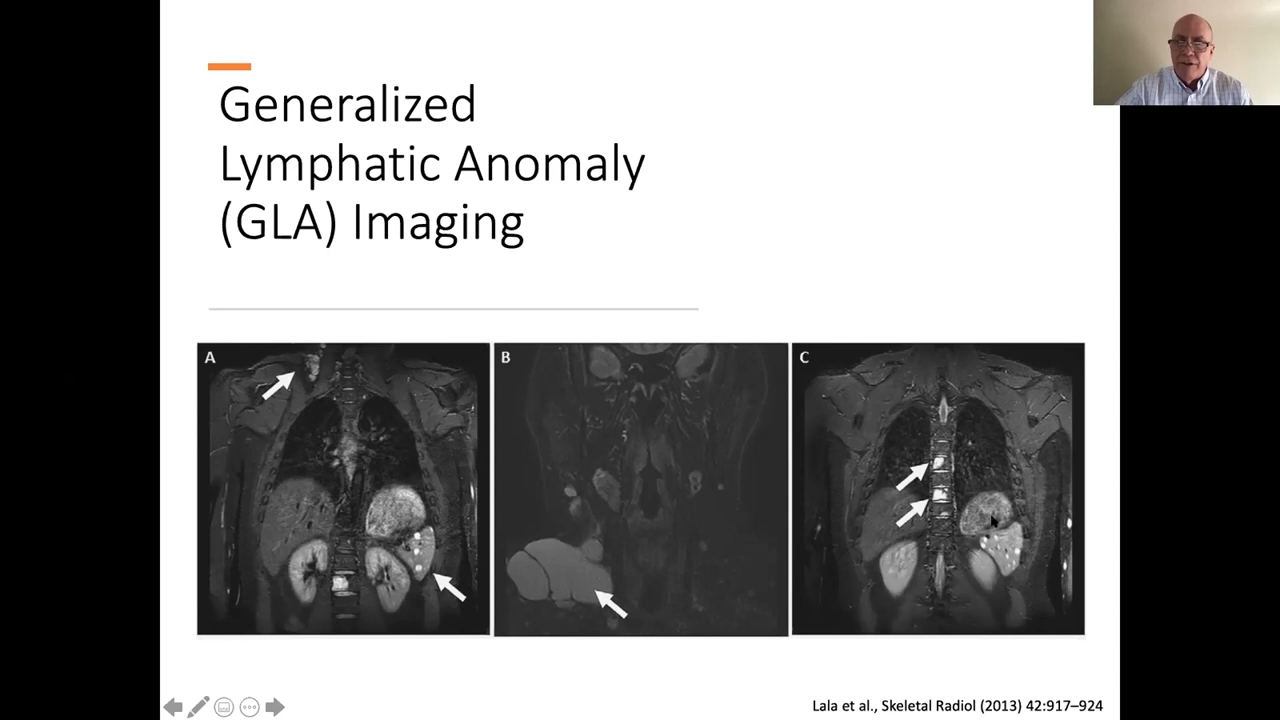 Generalized
Lymphatic Anomaly
(GLA) Imaging
A
B
C
Lala et al., Skeletal Radiol (2013) 42:917–924